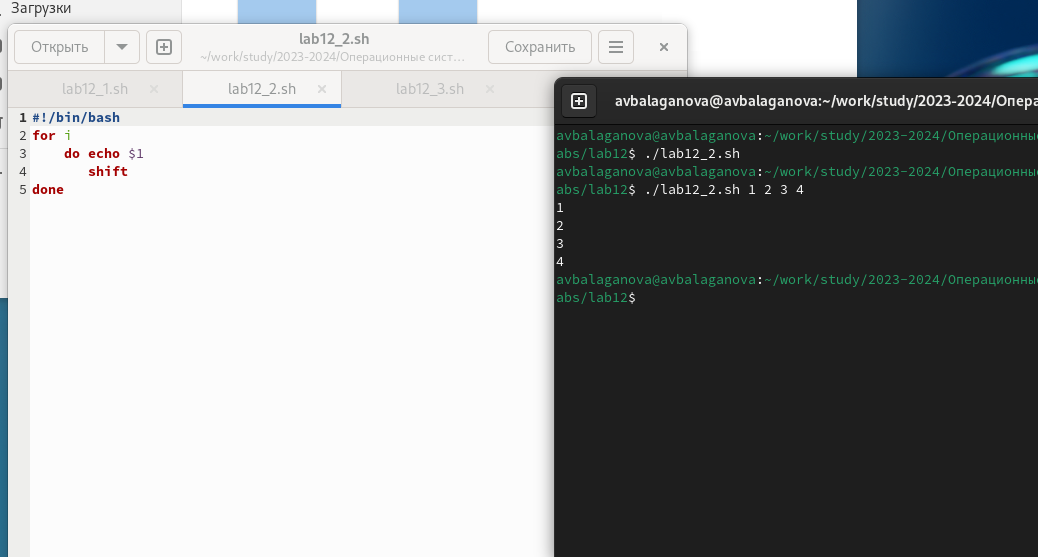 Загрузки
Открыть
lab12_2.sh
~/work/study/2023-2024/Операционные сист…
Сохранить
lab12_1.sh
lab12_2.sh
lab12_3.sh
1 #!/bin/bash
2 for i
3 do echo $1
4 shift
5 done
avbalaganova@avbalaganova:~/work/study/2023-2024/Опера
avbalaganova@avbalaganova:~/work/study/2023-2024/Операционны
abs/lab12$ ./lab12_2.sh
avbalaganova@avbalaganova:~/work/study/2023-2024/Операционны
abs/lab12$ ./lab12_2.sh 1 2 3 4
1
2
3
4
avbalaganova@avbalaganova:~/work/study/2023-2024/Операционны
abs/lab12$